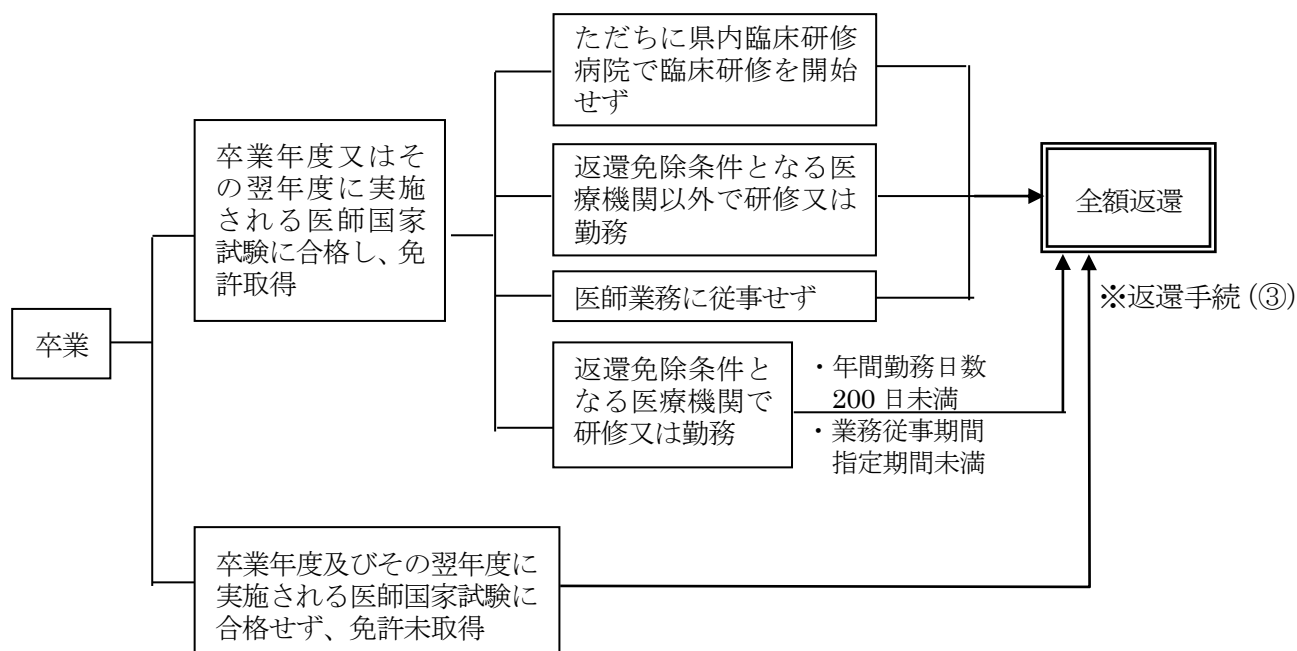 卒業
卒業年度又はそ
の翌年度に実施
される医師国家
試験に合格し、免
許取得
ただちに県内臨床研修
病院で臨床研修を開始
せず
返還免除条件となる医
療機関以外で研修又は
勤務
医師業務に従事せず
返還免除条件と
なる医療機関で
研修又は勤務
・年間勤務日数
200 日未満
・業務従事期間
指定期間未満
全額返還
※返還手続(③)
卒業年度及びその翌年度に
実施される医師国家試験に
合格せず、免許未取得